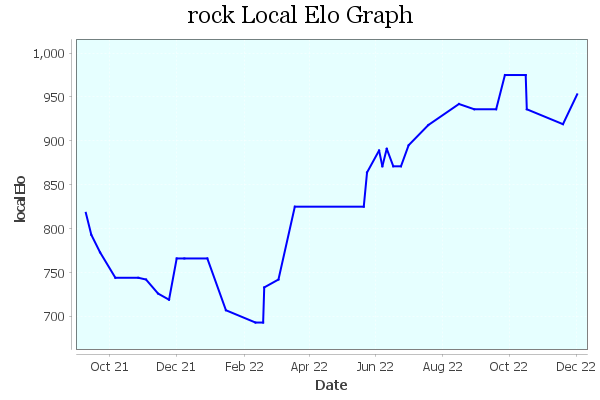 rock Local Elo Graph
1,000
950
900
850
800
750
700
local Elo
Oct 21 Dec 21 Feb 22 Apr 22 Jun 22 Aug 22 Oct 22 Dec 22
Date